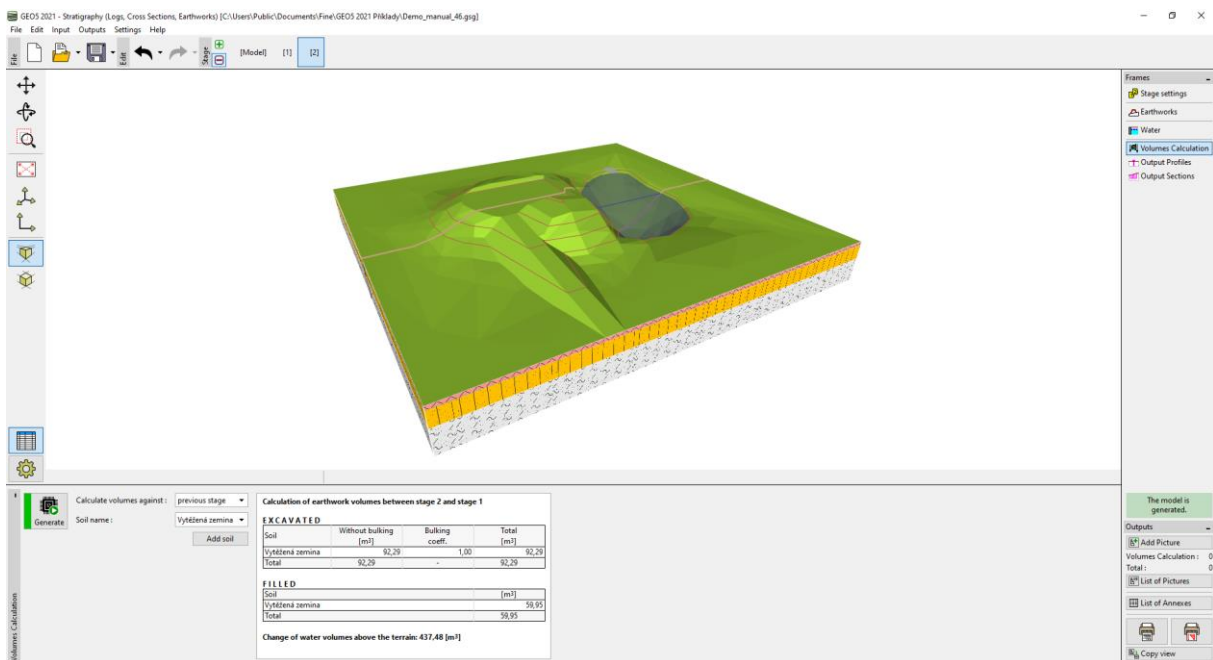 GEO5 2021 - Stratigraphy (Logs, Cross Sections, Earthworks) [C:\Users\Public\Documents\Fine\GEO5 2021 Příklady\Demo_manual_46.gsg]
File Edit Input Outputs Settings Help
File
Edit
Stage
[Model] [1] [2]
Frames
Stage settings
Earthworks
Water
Volumes Calculation
Output Profiles
Output Sections
Volumes Calculation
Generate
Calculate volumes against : previous stage
Soil name : Vytěžená zemina
Add soil
Calculation of earthwork volumes between stage 2 and stage 1
EXCAVATED
Soil Without bulking [m3] Bulking coeff. Total [m3]
Vytěžená zemina 92,29 1,00 92,29
Total 92,29 - 92,29
FILLED
Soil [m3]
Vytěžená zemina 59,95
Total 59,95
Change of water volumes above the terrain: 437,48 [m3]
The model is
generated.
Outputs
Add Picture
Volumes Calculation : 0
Total : 0
List of Pictures
List of Annexes
Copy view